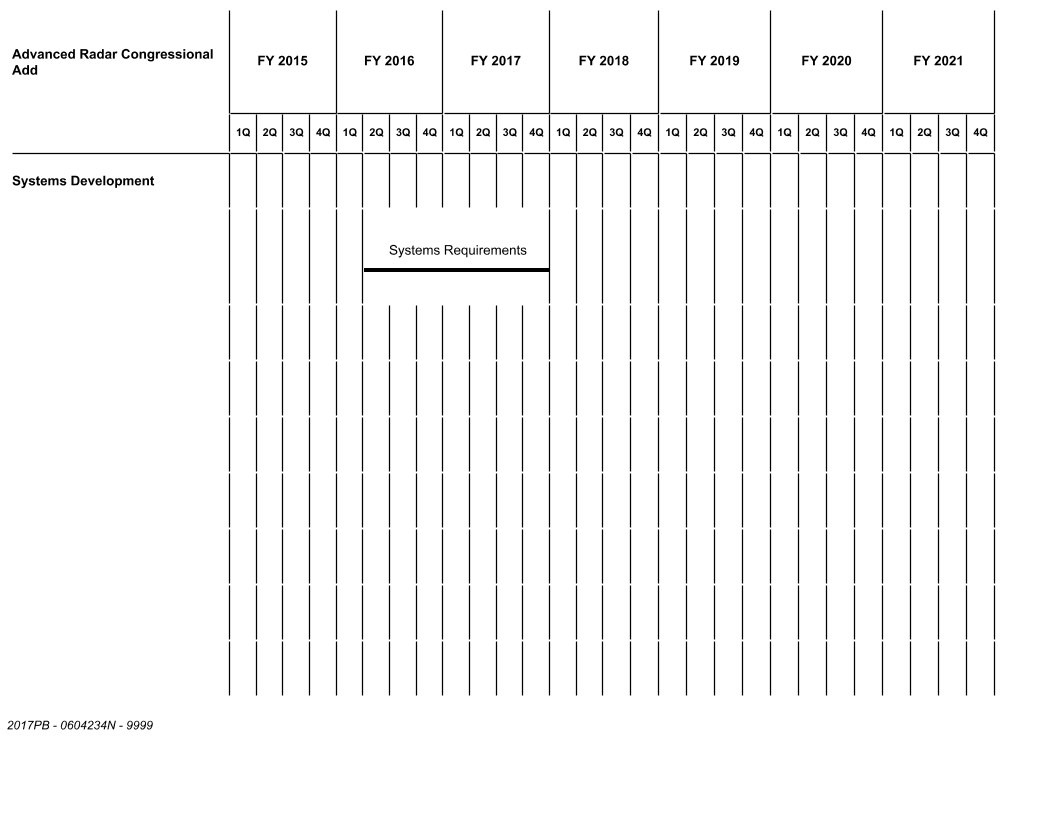 Advanced Radar Congressional
Add
FY 2015 FY 2016 FY 2017 FY 2018 FY 2019 FY 2020 FY 2021
1Q 2Q 3Q 4Q 1Q 2Q 3Q 4Q 1Q 2Q 3Q 4Q 1Q 2Q 3Q 4Q 1Q 2Q 3Q 4Q 1Q 2Q 3Q 4Q 1Q 2Q 3Q 4Q
Systems Development
Systems Requirements
2017PB - 0604234N - 9999